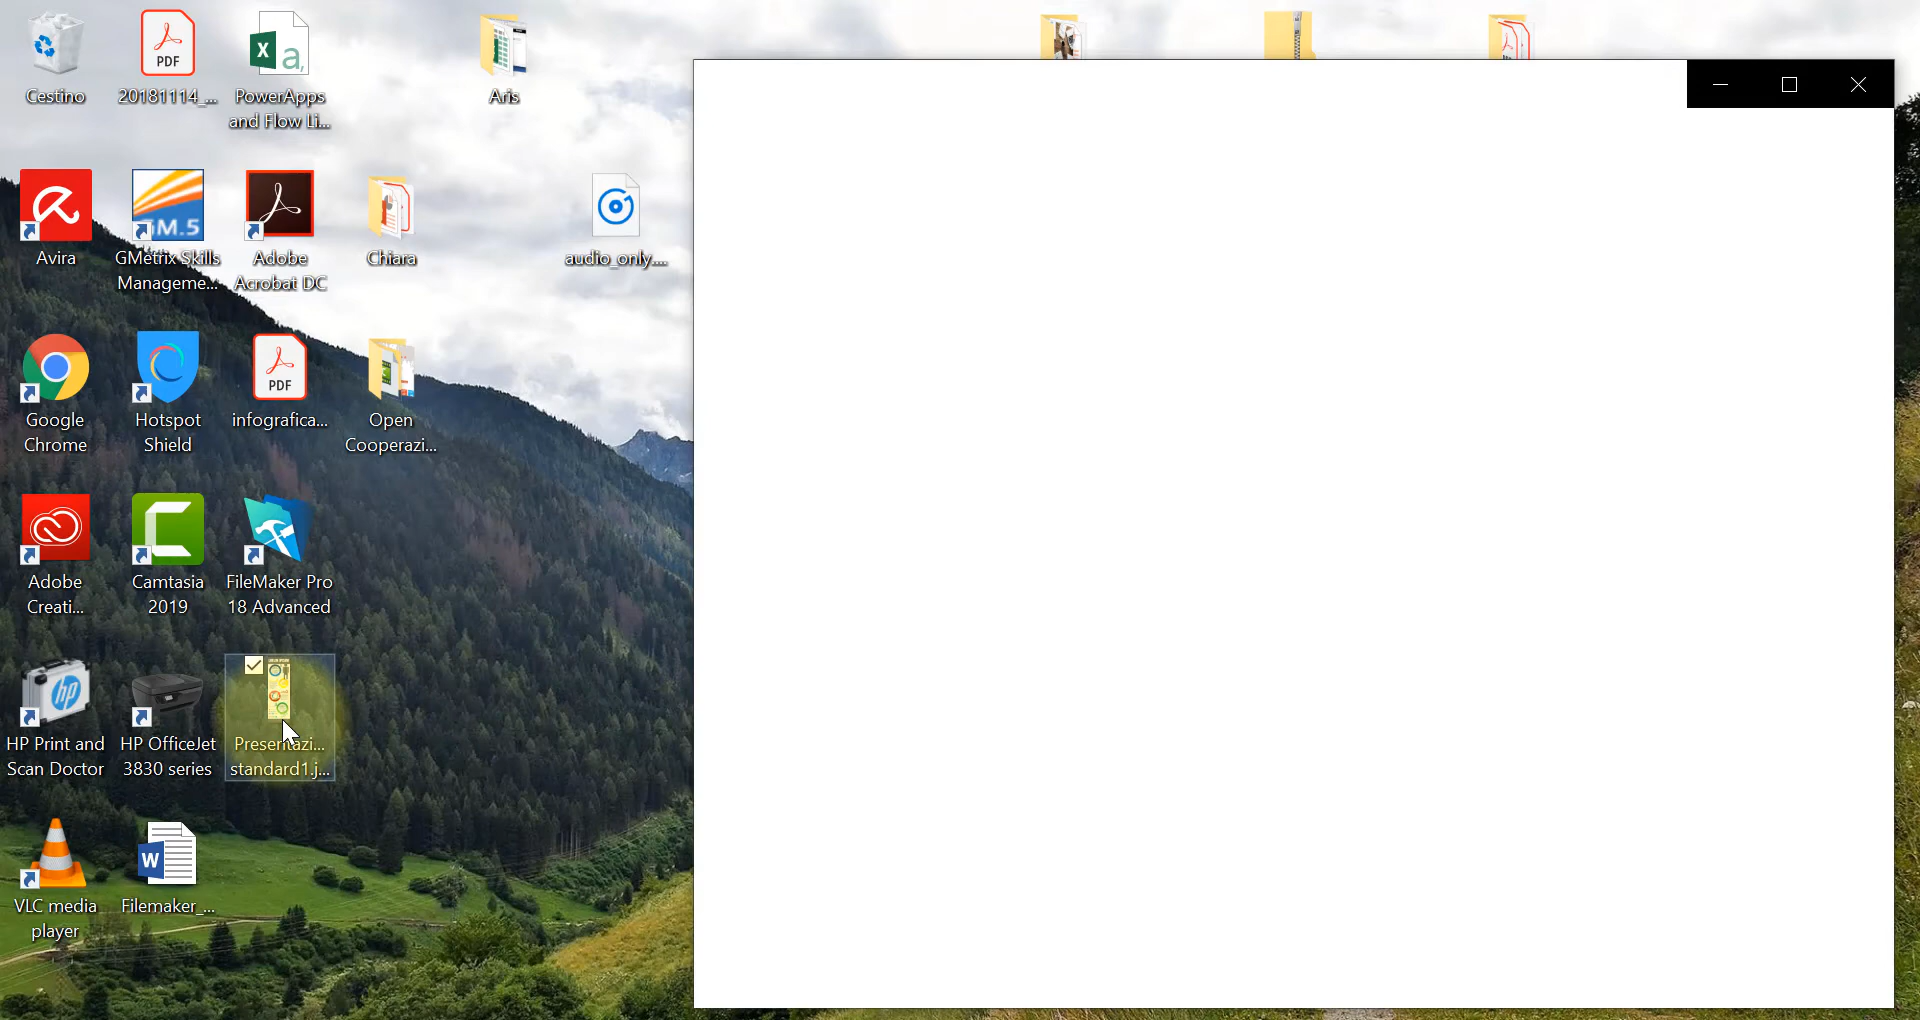 Cestino
20181114_...
PDF
PowerApps
and Flow Li...
X
a,
Aris
Avira
GMetrix Skills
Manageme...
GM.5
Adobe
Acrobat DC
Chiara
audio_only....
Google
Chrome
Hotspot
Shield
PDF
infografica...
Open
Cooperazi...
Adobe
Creati...
Camtasia
2019
FileMaker Pro
18 Advanced
hp
HP Print and
Scan Doctor
HP OfficeJet
3830 series
Presentazi...
standard1.j...
VLC media
player
W
Filemaker_...